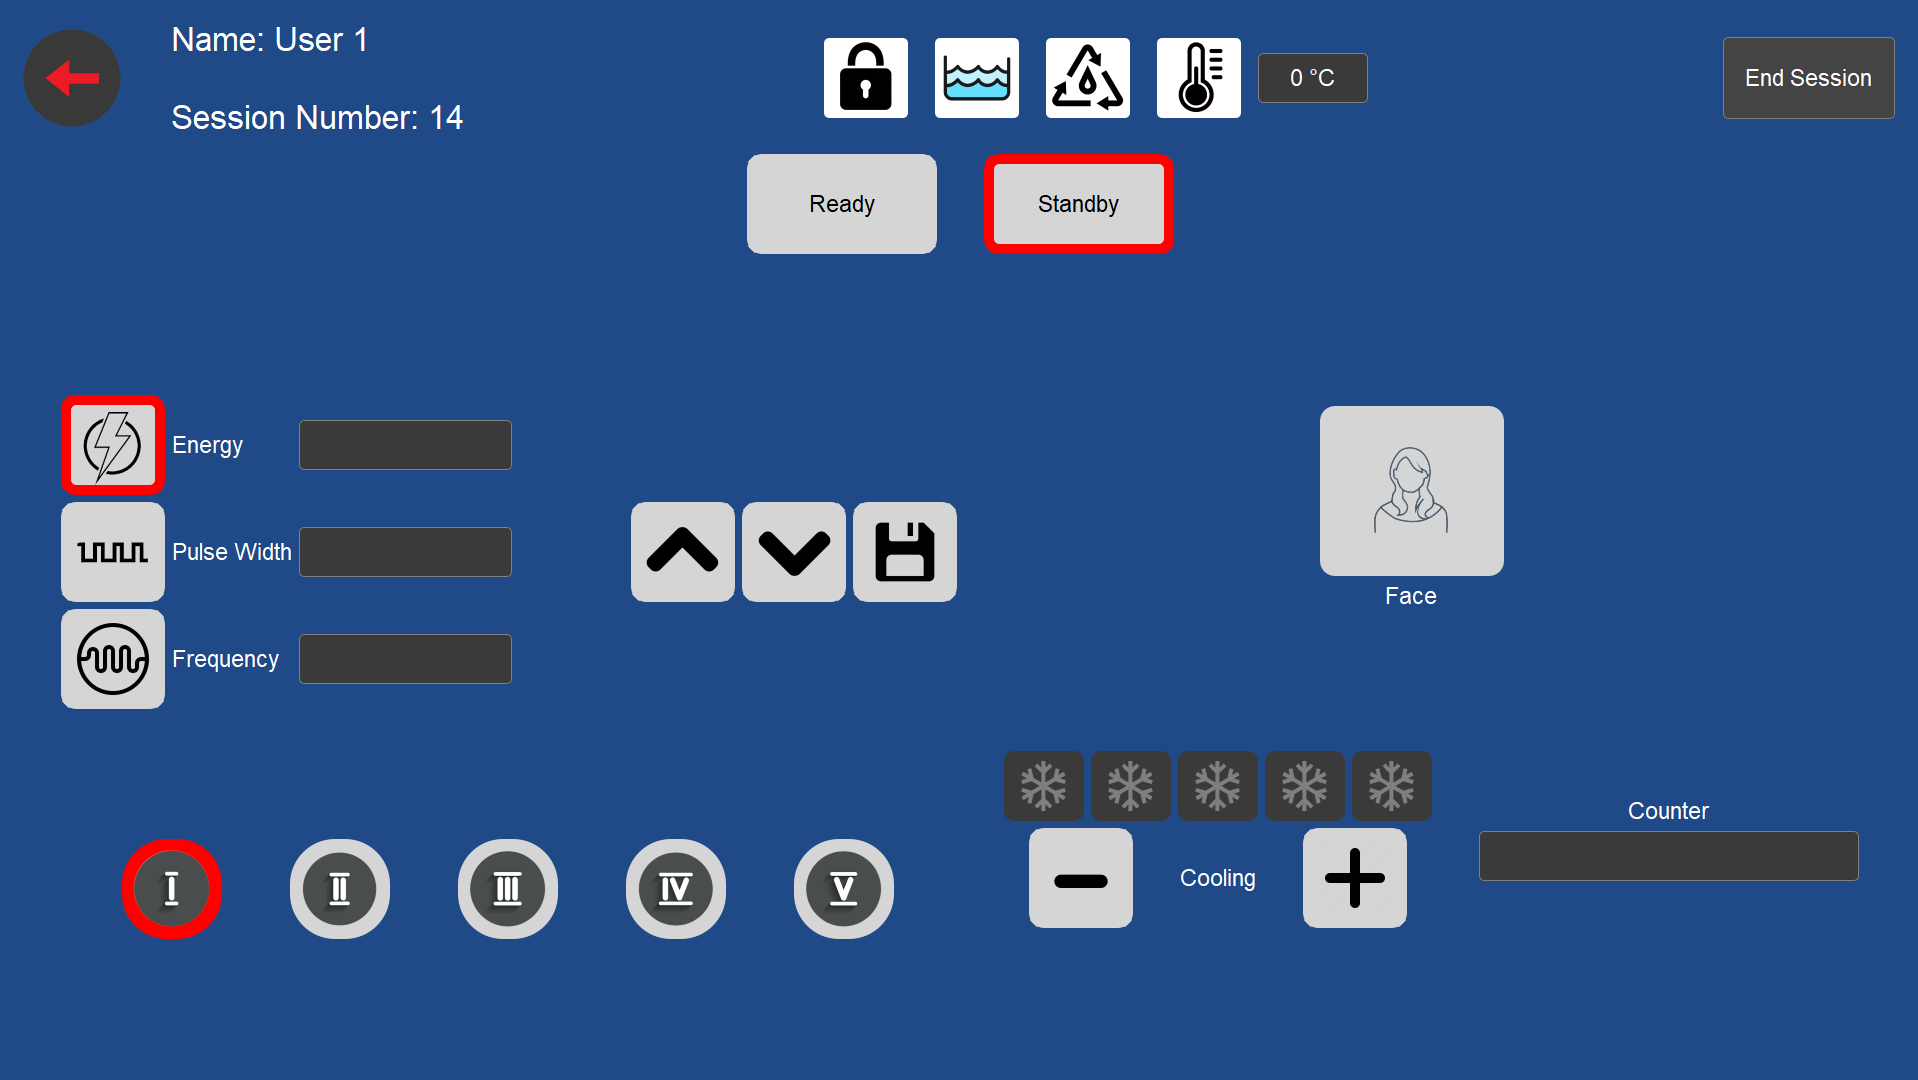 Name: User 1
Session Number: 14
0 °C
End Session
Ready
Standby
Energy
Pulse Width
Frequency
Face
Counter
Cooling
I
II
III
IV
V